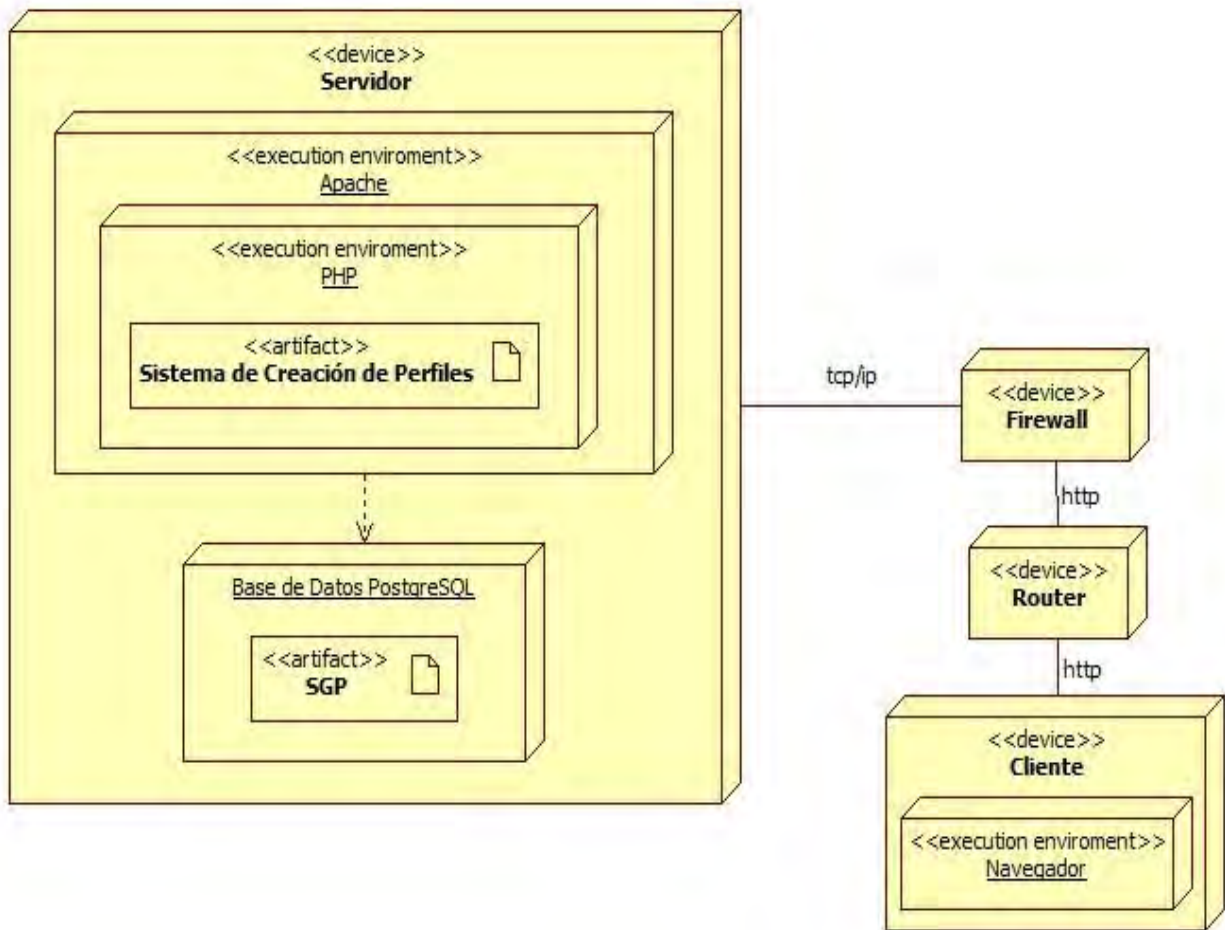 <<device>>
Servidor
<<execution enviroment>>
Apache
<<execution enviroment>>
PHP
<<artifact>>
Sistema de Creación de Perfiles
Base de Datos PostgreSQL
<<artifact>>
SGP
tcp/ip
<<device>>
Firewall
http
<<device>>
Router
http
<<device>>
Cliente
<<execution enviroment>>
Navegador